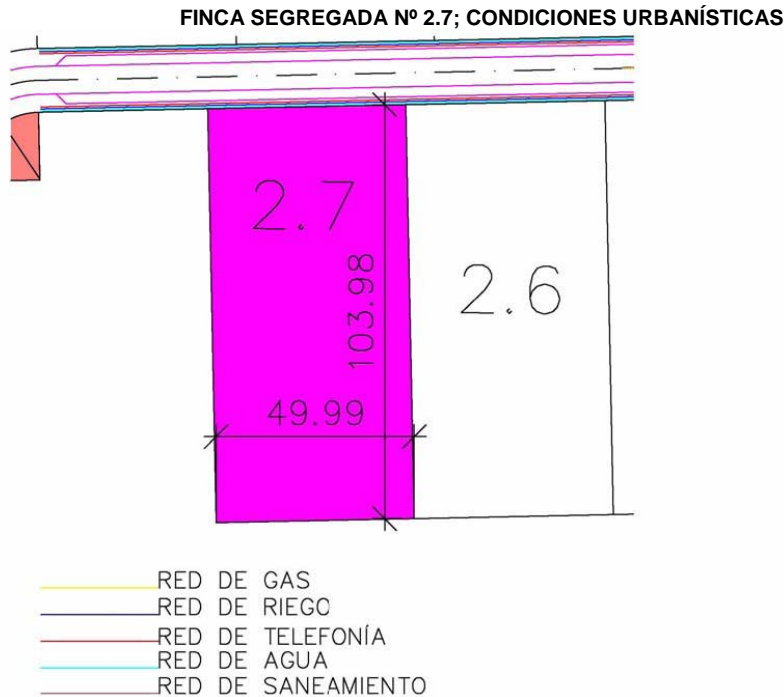 FINCA SEGREGADA Nº 2.7; CONDICIONES URBANÍSTICAS
2.7
2.6
103.98
49.99
RED DE GAS
RED DE RIEGO
RED DE TELEFONÍA
RED DE AGUA
RED DE SANEAMIENTO